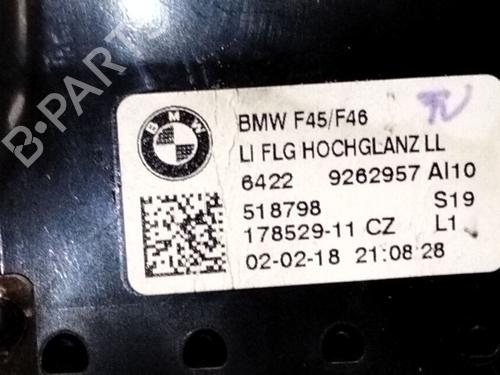 B-PARTS
BMW
BMW F45/F46
LI FLG HOCHGLANZ LL
6422 9262957 AI10
518798 S19
178529-11 CZ L1
02-02-18 21:08:28